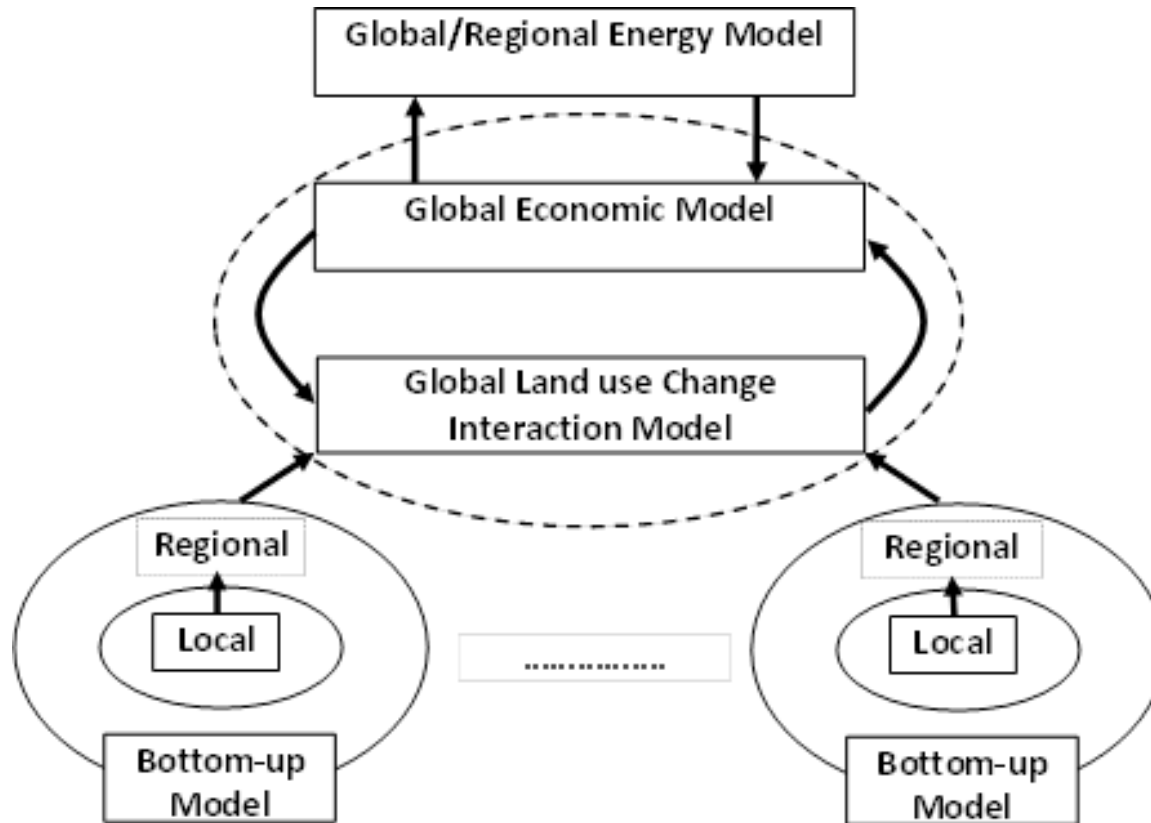 Global/Regional Energy Model
Global Economic Model
Global Land use Change
Interaction Model
Regional
Local
Bottom-up
Model
...............
Regional
Local
Bottom-up
Model